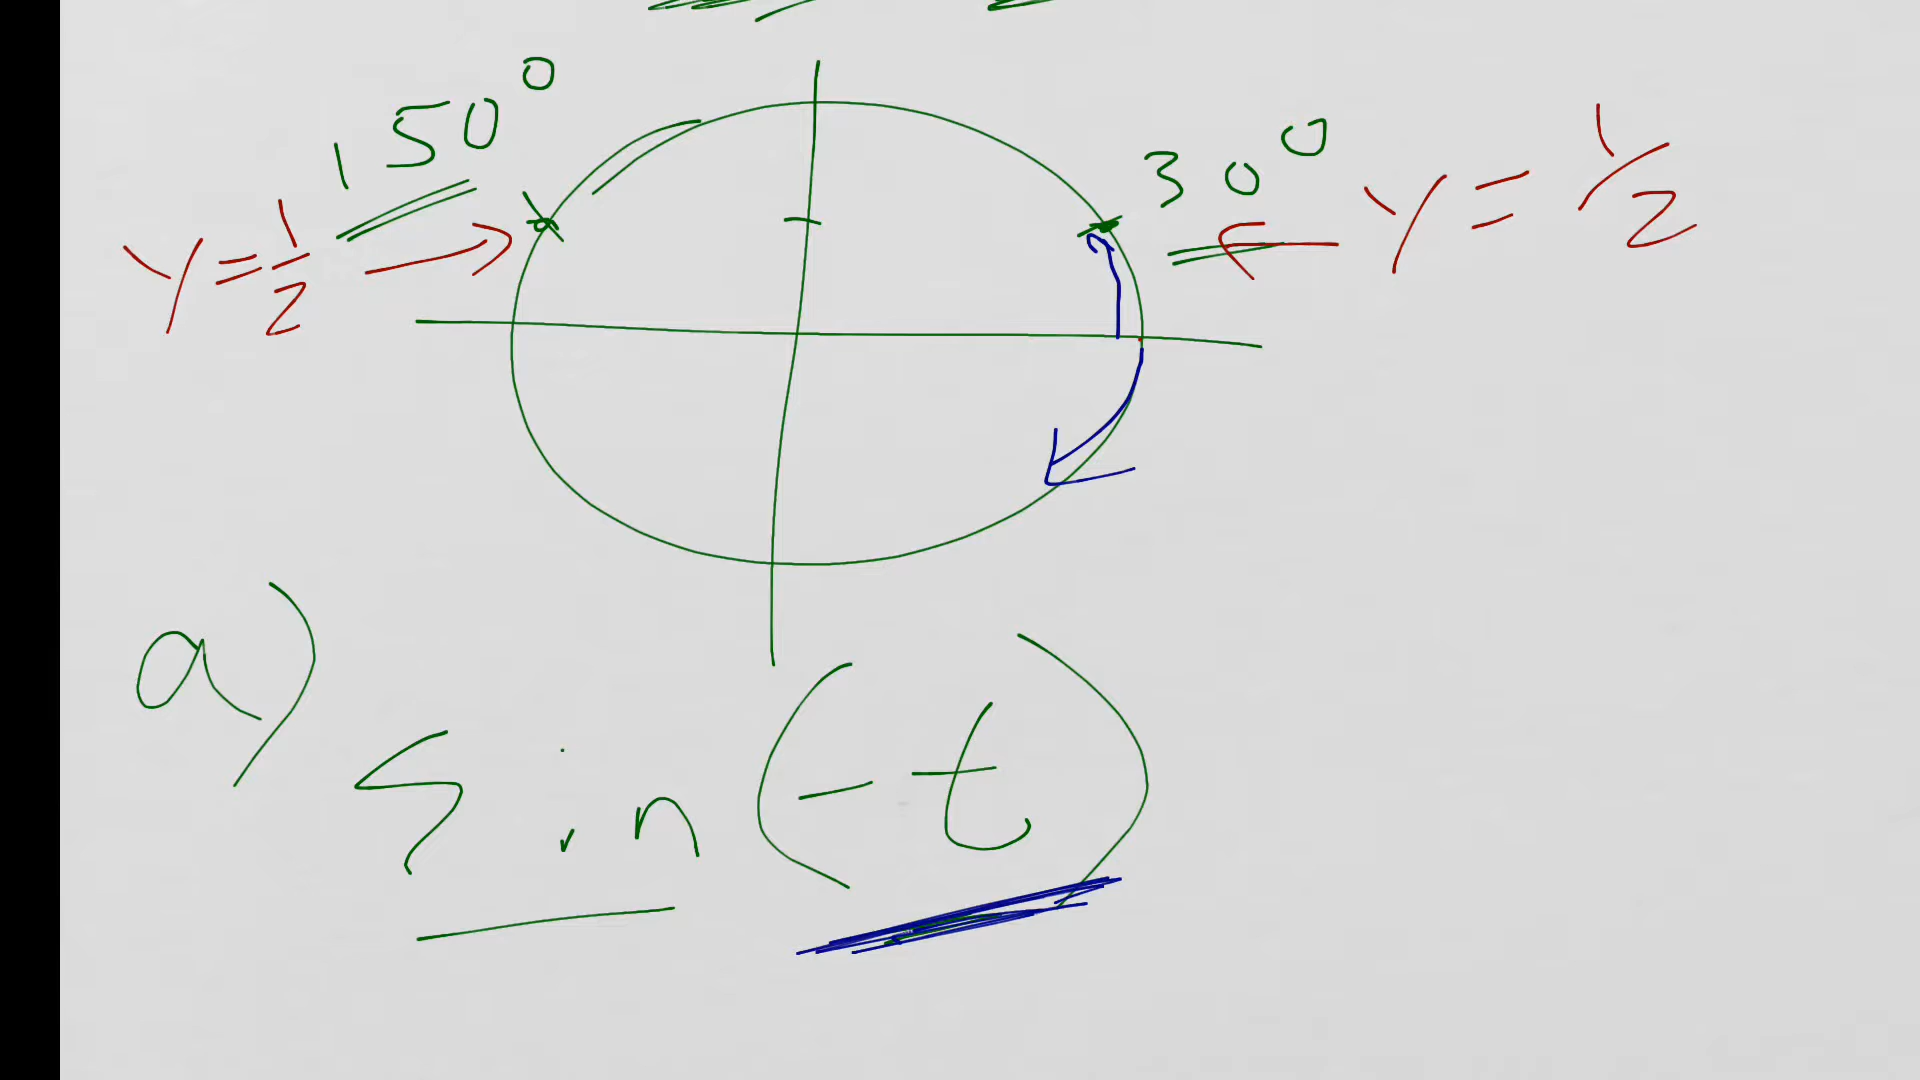 150°
30°
y = 1/2
y = 1/2
a)
sin(-t)